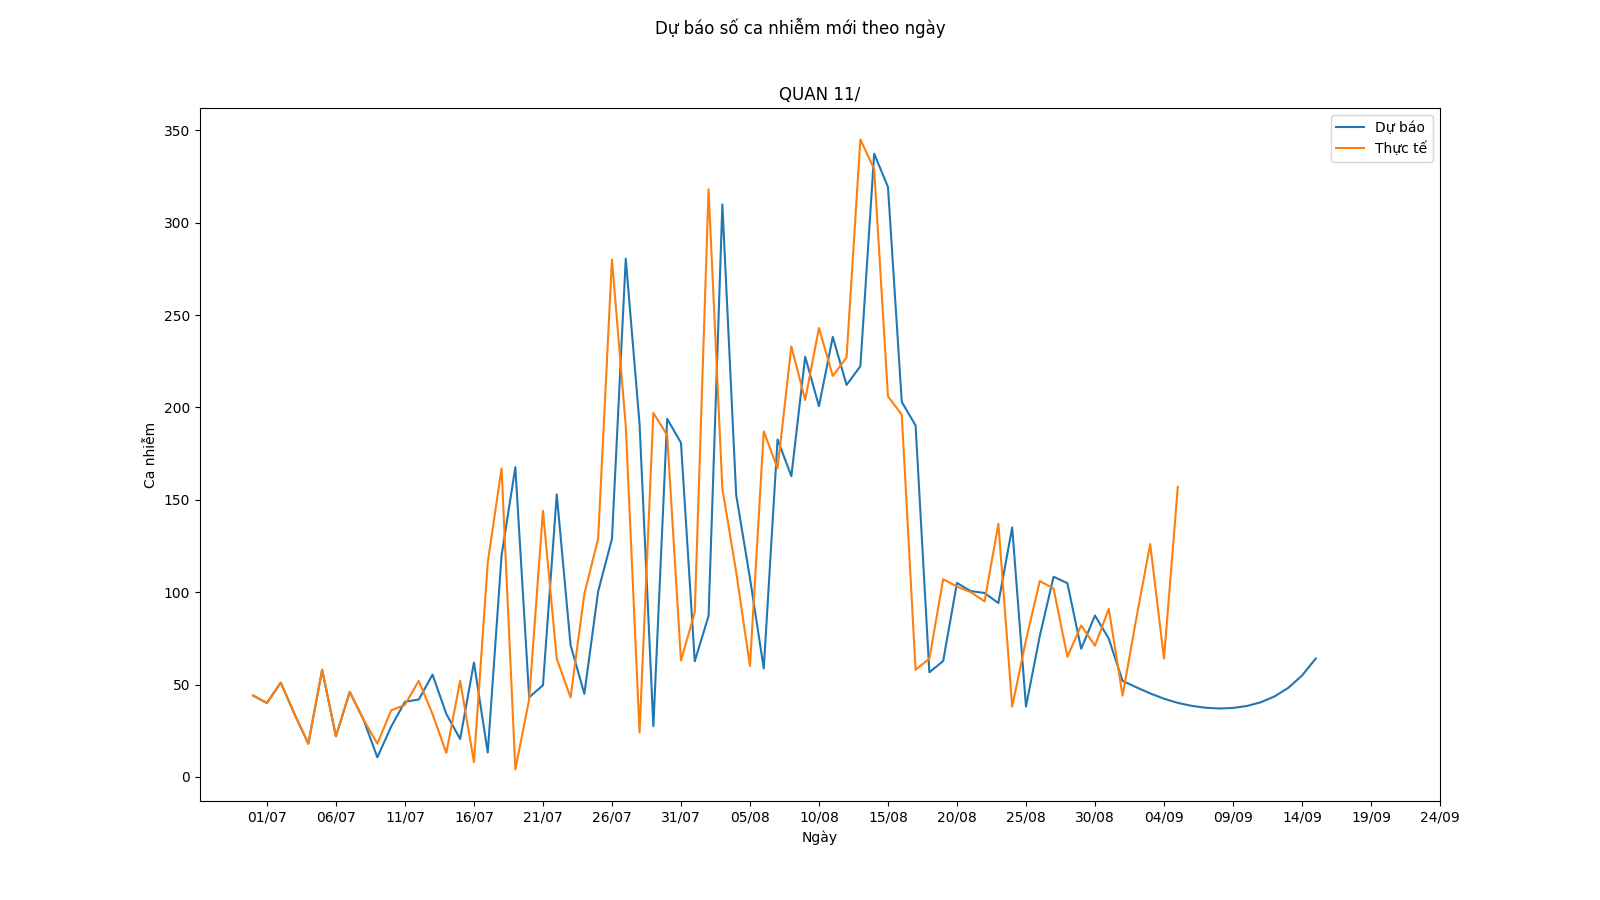 Dự báo số ca nhiễm mới theo ngày
QUAN 11/
Dự báo
Thực tế
350
300
250
200
150
100
50
0
Ca nhiễm
01/07 06/07 11/07 16/07 21/07 26/07 31/07 05/08 10/08 15/08 20/08 25/08 30/08 04/09 09/09 14/09 19/09 24/09
Ngày